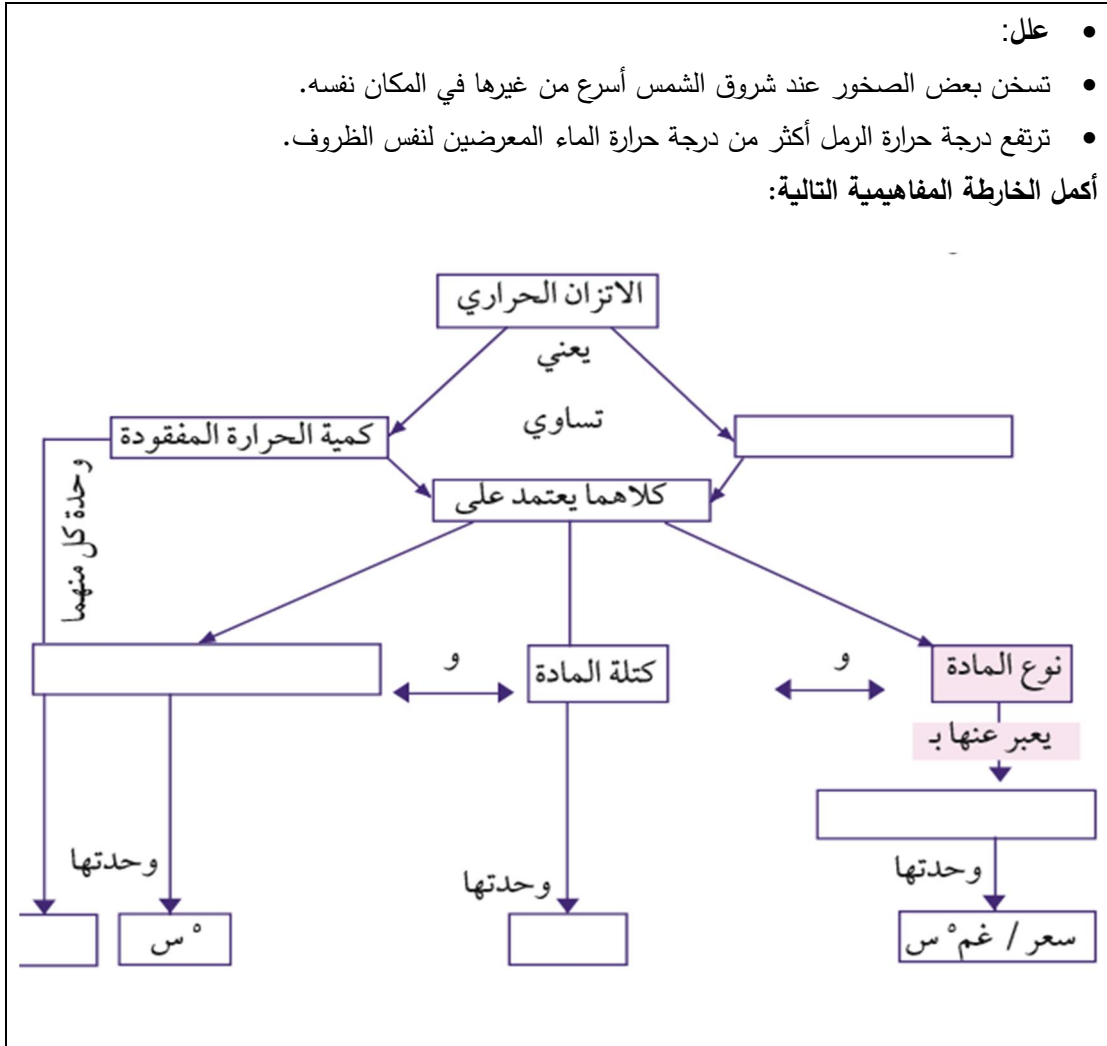 • علل:
• تسخن بعض الصخور عند شروق الشمس أسرع من غيرها في المكان نفسه.
• ترتفع درجة حرارة الرمل أكثر من درجة حرارة الماء المعرضين لنفس الظروف.
أكمل الخارطة المفاهيمية التالية:
الاتزان الحراري
يعني
تساوي
كمية الحرارة المفقودة
كلاهما يعتمد على
وحدة كل منهما
نوع المادة
و
كتلة المادة
و
يعبر عنها بـ
وحدتها
وحدتها
وحدتها
سعر / غم° س
° س